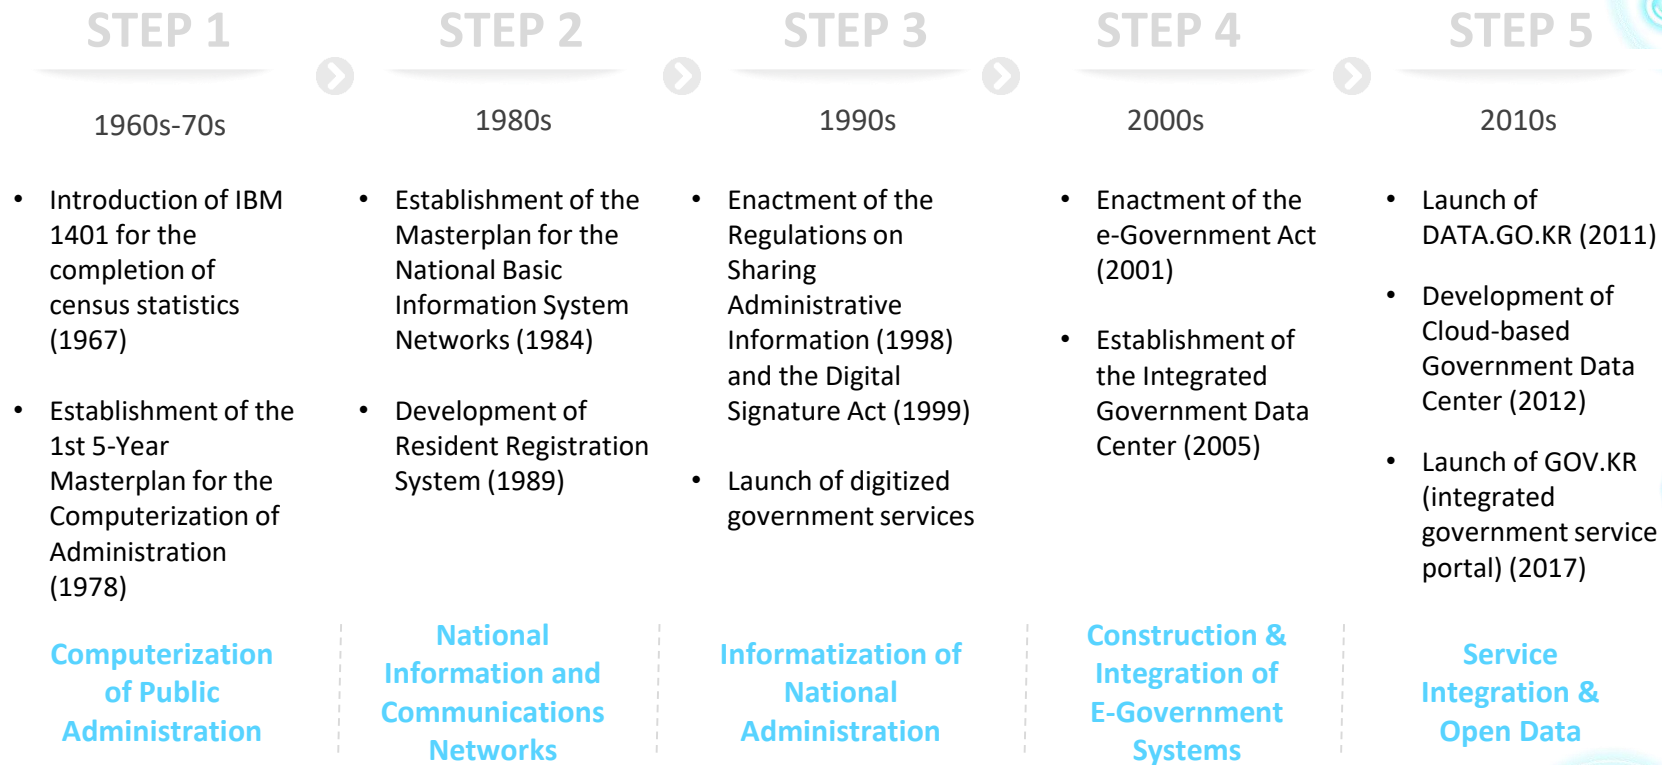 STEP 1
1960s-70s
• Introduction of IBM
1401 for the
completion of
census statistics
(1967)
• Establishment of the
1st 5-Year
Masterplan for the
Computerization of
Administration
(1978)
Computerization
of Public
Administration
STEP 2
1980s
• Establishment of the
Masterplan for the
National Basic
Information System
Networks (1984)
• Development of
Resident Registration
System (1989)
National
Information and
Communications
Networks
STEP 3
1990s
• Enactment of the
Regulations on
Sharing
Administrative
Information (1998)
and the Digital
Signature Act (1999)
• Launch of digitized
government services
Informatization of
National
Administration
STEP 4
2000s
• Enactment of the
e-Government Act
(2001)
• Establishment of
the Integrated
Government Data
Center (2005)
Construction &
Integration of
E-Government
Systems
STEP 5
2010s
• Launch of
DATA.GO.KR (2011)
• Development of
Cloud-based
Government Data
Center (2012)
• Launch of GOV.KR
(integrated
government service
portal) (2017)
Service
Integration &
Open Data